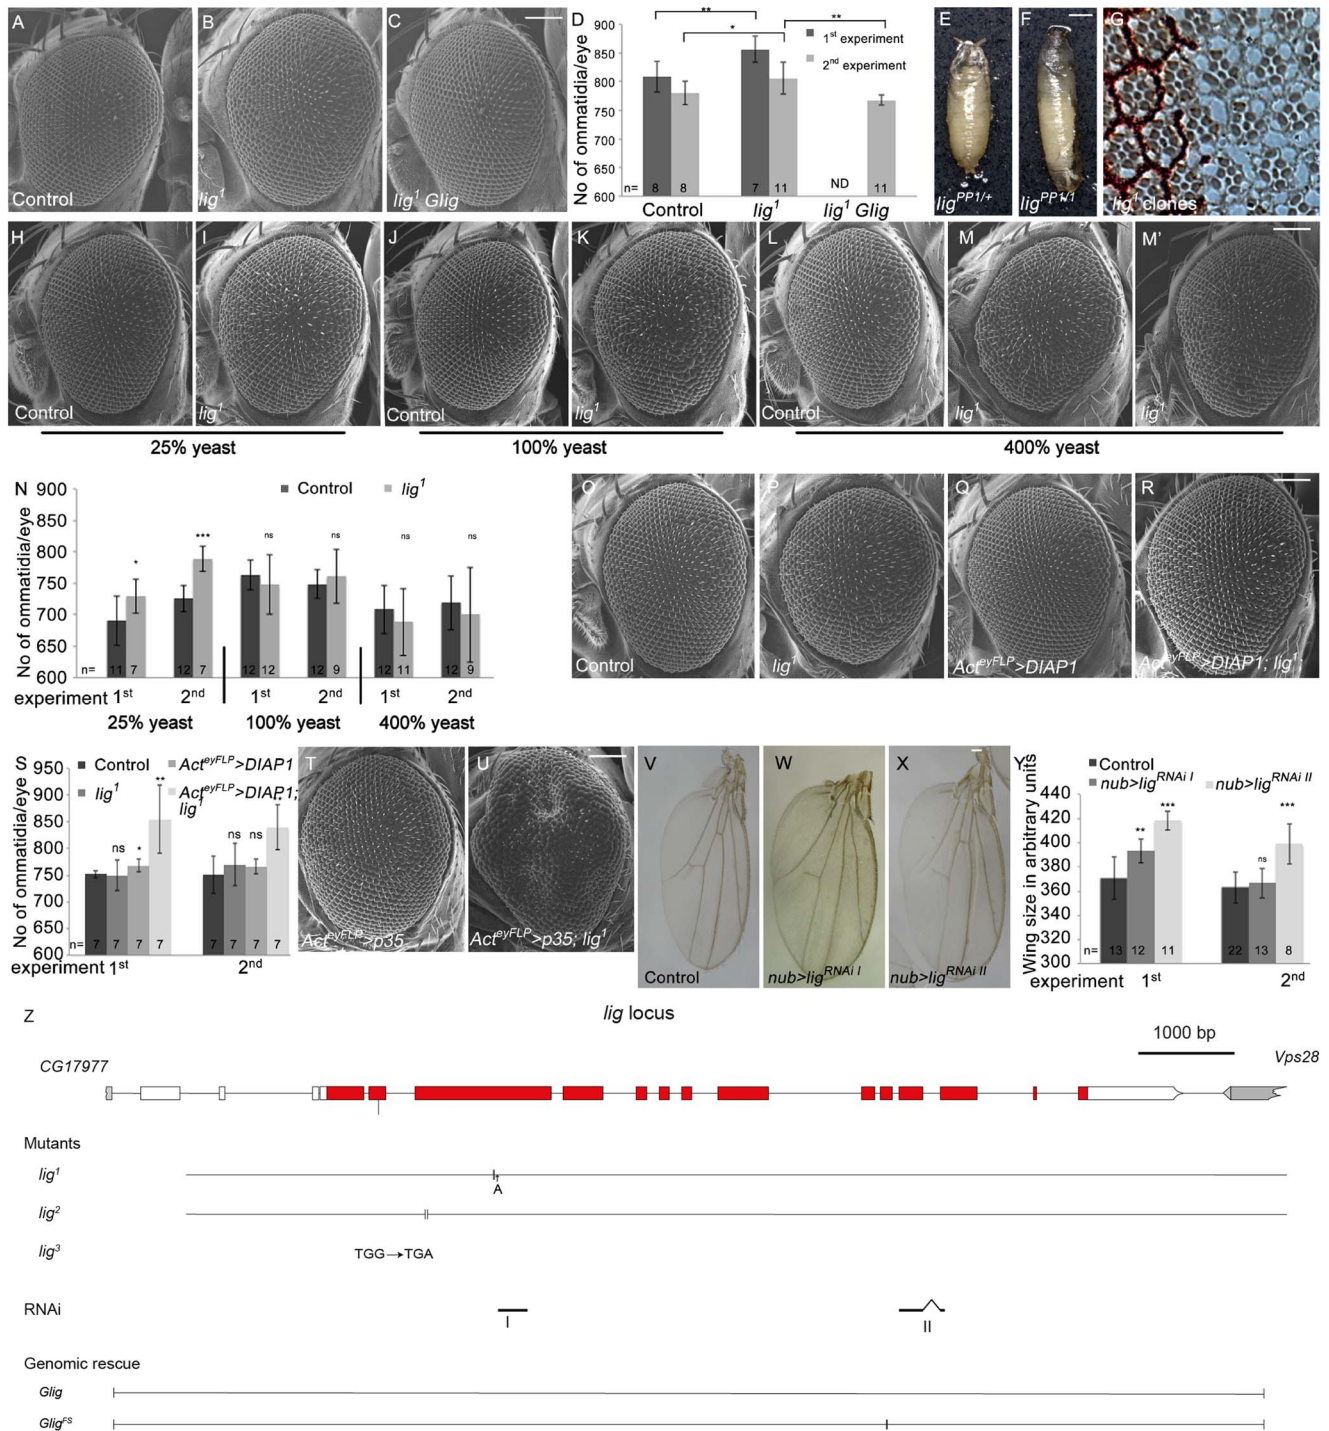 A
Control
B
lig1
C
lig1 Glig
D
No of ommatidia/eye
900
850
800
750
700
650
600
**
*
**
1st experiment
2nd experiment
n=
8
8
7
11
ND
11
Control
lig1
lig1 Glig
E
ligPP1/+
F
ligPP1/1
G
lig1 clones
H
Control
I
lig1
J
Control
K
lig1
L
Control
M
lig1
M'
lig1
25% yeast
100% yeast
400% yeast
N
No of ommatidia/eye
900
850
800
750
700
650
600
Control
lig1
*
***
ns
ns
ns
ns
n=
11
7
12
7
12
12
12
9
12
11
12
9
experiment 1st
2nd
1st
2nd
1st
2nd
25% yeast
100% yeast
400% yeast
O
Control
P
lig1
Q
ActeyFLP>DIAP1
R
ActeyFLP>DIAP1; lig1;
S
No of ommatidia/eye
950
900
850
800
750
700
650
600
Control
lig1
ActeyFLP>DIAP1
ActeyFLP>DIAP1;
lig1
ns
*
**
ns
ns
n=
7
7
7
7
7
7
7
7
experiment 1st
2nd
T
ActeyFLP>p35
U
ActeyFLP>p35; lig1
V
Control
W
nub>ligRNAi I
X
nub>ligRNAi II
Y
Wing size in arbitrary units
440
420
400
380
360
340
320
300
Control
nub>ligRNAi I
nub>ligRNAi II
**
***
ns
***
n=
13
12
11
22
13
8
experiment
1st
2nd
Z
lig locus
1000 bp
CG17977
Vps28
Mutants
lig1
A
lig2
lig3
TGG→TGA
RNAi
I
II
Genomic rescue
Glig
GligFS